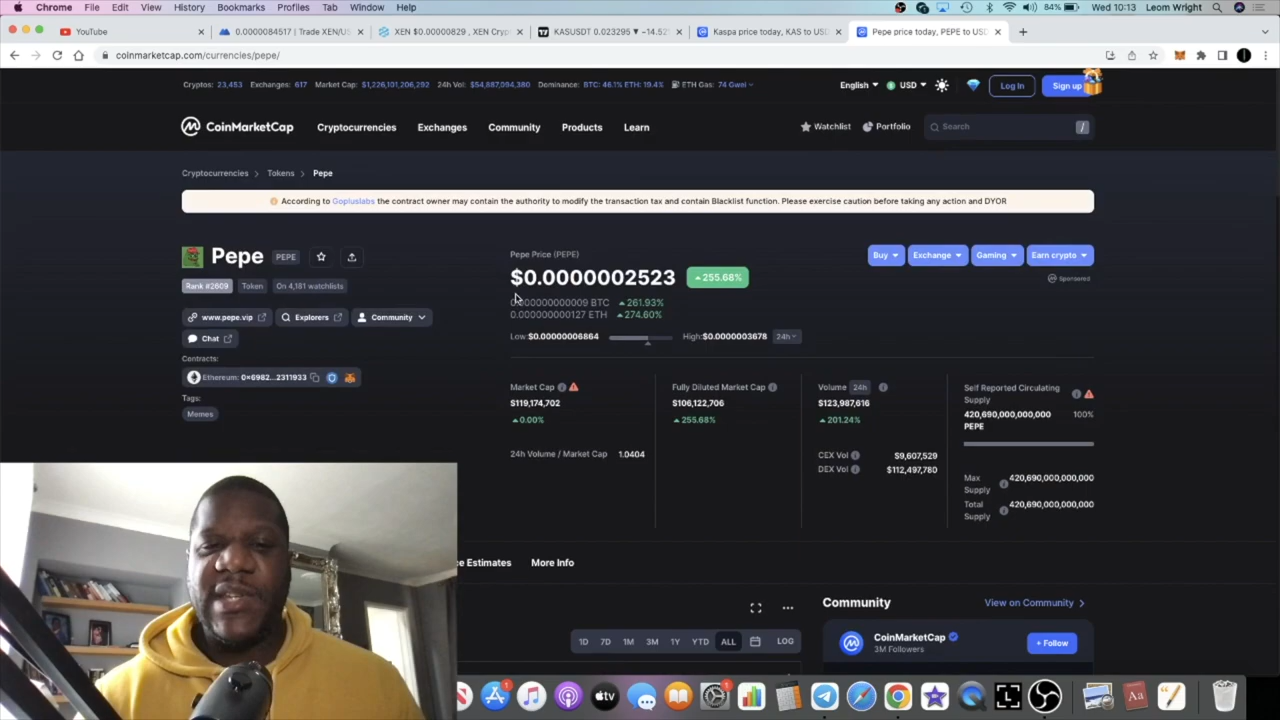 Chrome File Edit View History Bookmarks Profiles Tab Window Help
84% Wed 10:13 Leom Wright
YouTube
0.0000084517 | Trade XEN/US
XEN $0.00000829 , XEN Cryp
KASUSDT 0.023295 ▼ −14.52
Kaspa price today, KAS to USD
Pepe price today, PEPE to USD
coinmarketcap.com/currencies/pepe/
Cryptos: 23,453 Exchanges: 617 Market Cap: $1,226,101,206,292 24h Vol: $54,887,094,380 Dominance: BTC: 46.1% ETH: 19.4% ETH Gas: 74 Gwei
English USD Log In Sign up
CoinMarketCap Cryptocurrencies Exchanges Community Products Learn Watchlist Portfolio Search /
Cryptocurrencies > Tokens > Pepe
According to Gopluslabs the contract owner may contain the authority to modify the transaction tax and contain Blacklist function. Please exercise caution before taking any action and DYOR
Pepe PEPE
Rank #2609 Token On 4,181 watchlists
www.pepe.vip Explorers Community
Chat
Contracts:
Ethereum: 0x6982...2311933
Tags:
Memes
Pepe Price (PEPE)
$0.0000002523 255.68%
0.000000000009 BTC 261.93%
0.000000000127 ETH 274.60%
Low: $0.00000006864 High: $0.0000003678 24h
Buy Exchange Gaming Earn crypto
Sponsored
Market Cap
$119,174,702
0.00%
24h Volume / Market Cap 1.0404
Fully Diluted Market Cap
$106,122,706
255.68%
Volume 24h
$123,987,616
201.24%
CEX Vol $9,607,529
DEX Vol $112,497,780
Self Reported Circulating
Supply
420,690,000,000,000 100%
PEPE
Max
Supply
420,690,000,000,000
Total
Supply
420,690,000,000,000
ce Estimates More Info
1D 7D 1M 3M 1Y YTD ALL LOG
Community View on Community
CoinMarketCap
3M Followers
+ Follow
tv
Aa